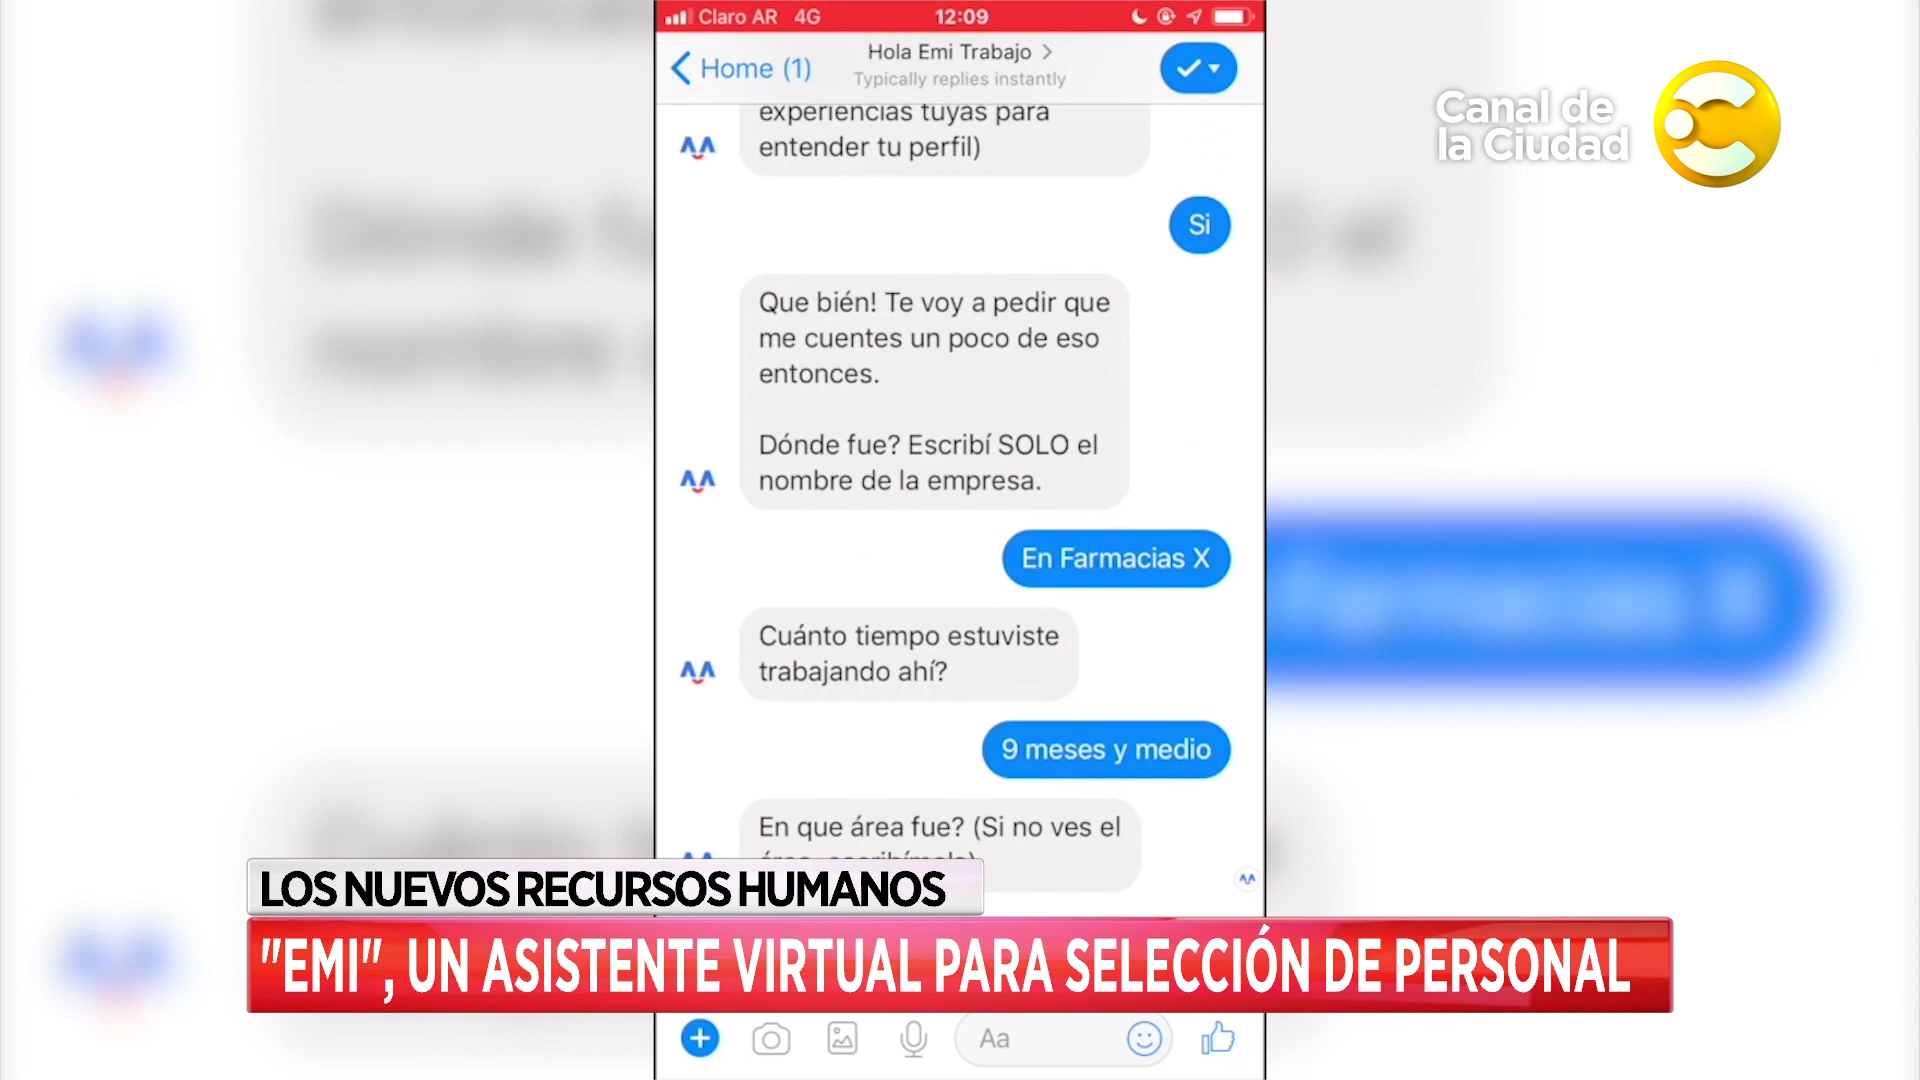 Claro AR 4G 12:09
Home (1)
Hola Emi Trabajo
Typically replies instantly
Canal de
la Ciudad
experiencias tuyas para
entender tu perfil)
Si
Que bién! Te voy a pedir que
me cuentes un poco de eso
entonces.
Dónde fue? Escribí SOLO el
nombre de la empresa.
En Farmacias X
Cuánto tiempo estuviste
trabajando ahí?
9 meses y medio
En que área fue? (Si no ves el
LOS NUEVOS RECURSOS HUMANOS
"EMI", UN ASISTENTE VIRTUAL PARA SELECCIÓN DE PERSONAL
Aa